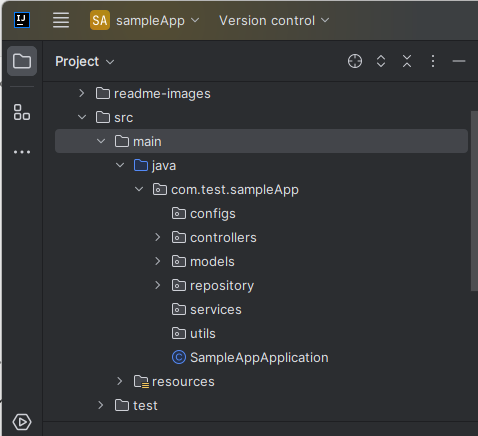 IJ
SA sampleApp Version control
Project
readme-images
src
main
java
com.test.sampleApp
configs
controllers
models
repository
services
utils
C SampleAppApplication
resources
test